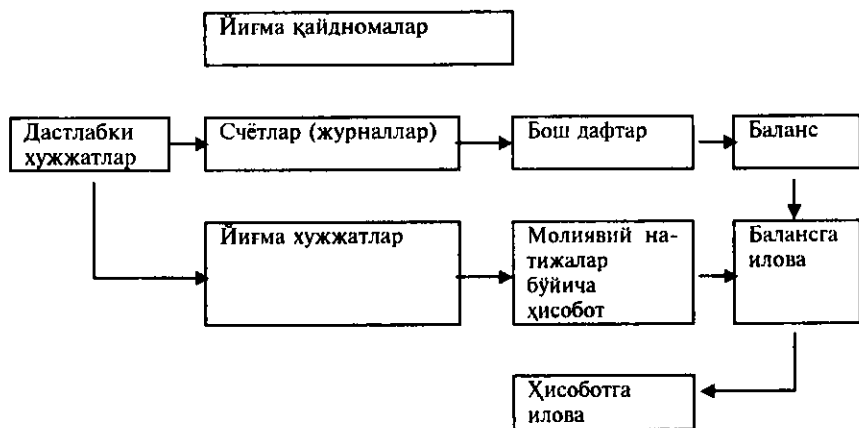 Йиғма қайдномалар
Дастлабки
хужжатлар
Счётлар (журналлар)
Бош дафтар
Баланс
Йиғма хужжатлар
Молиявий на-
тижалар
бўйича
ҳисобот
Балансга
илова
Ҳисоботга
илова